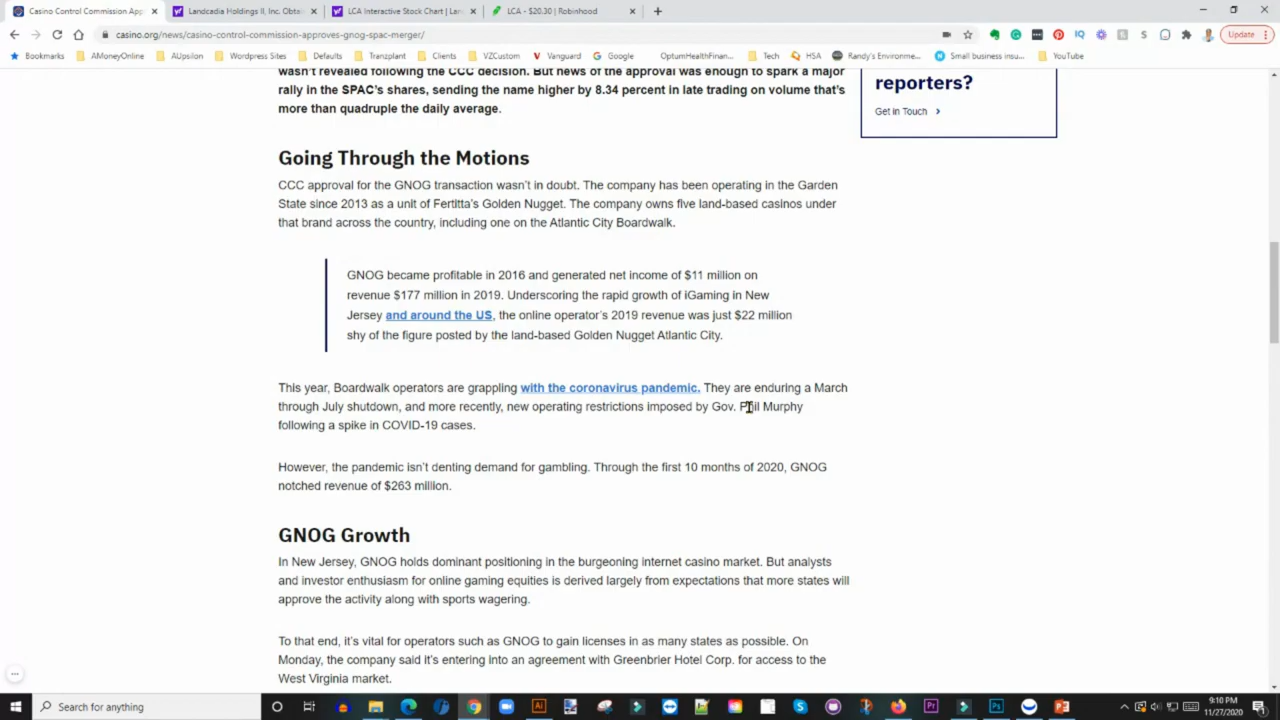 Casino Control Commission App
Landcadia Holdings II, Inc. Obtain
LCA Interactive Stock Chart | Lan
LCA - $20.30 | Robinhood
casino.org/news/casino-control-commission-approves-gnog-spac-merger/
Update
Bookmarks AMoneyOnline AUpsilon Wordpress Sites Defaults Tranzplant Clients VZCustom Vanguard Google OptumHealthFinan... Tech HSA Randy's Environme... Small business insu... YouTube
wasn't revealed following the CCC decision. But news of the approval was enough to spark a major
rally in the SPAC's shares, sending the name higher by 8.34 percent in late trading on volume that's
more than quadruple the daily average.
reporters?
Get in Touch >
Going Through the Motions
CCC approval for the GNOG transaction wasn't in doubt. The company has been operating in the Garden
State since 2013 as a unit of Fertitta's Golden Nugget. The company owns five land-based casinos under
that brand across the country, including one on the Atlantic City Boardwalk.
GNOG became profitable in 2016 and generated net income of $11 million on
revenue $177 million in 2019. Underscoring the rapid growth of iGaming in New
Jersey and around the US, the online operator's 2019 revenue was just $22 million
shy of the figure posted by the land-based Golden Nugget Atlantic City.
This year, Boardwalk operators are grappling with the coronavirus pandemic. They are enduring a March
through July shutdown, and more recently, new operating restrictions imposed by Gov. Phil Murphy
following a spike in COVID-19 cases.
However, the pandemic isn't denting demand for gambling. Through the first 10 months of 2020, GNOG
notched revenue of $263 million.
GNOG Growth
In New Jersey, GNOG holds dominant positioning in the burgeoning internet casino market. But analysts
and investor enthusiasm for online gaming equities is derived largely from expectations that more states will
approve the activity along with sports wagering.
To that end, it's vital for operators such as GNOG to gain licenses in as many states as possible. On
Monday, the company said it's entering into an agreement with Greenbrier Hotel Corp. for access to the
West Virginia market.
Search for anything
9:10 PM
11/27/2020